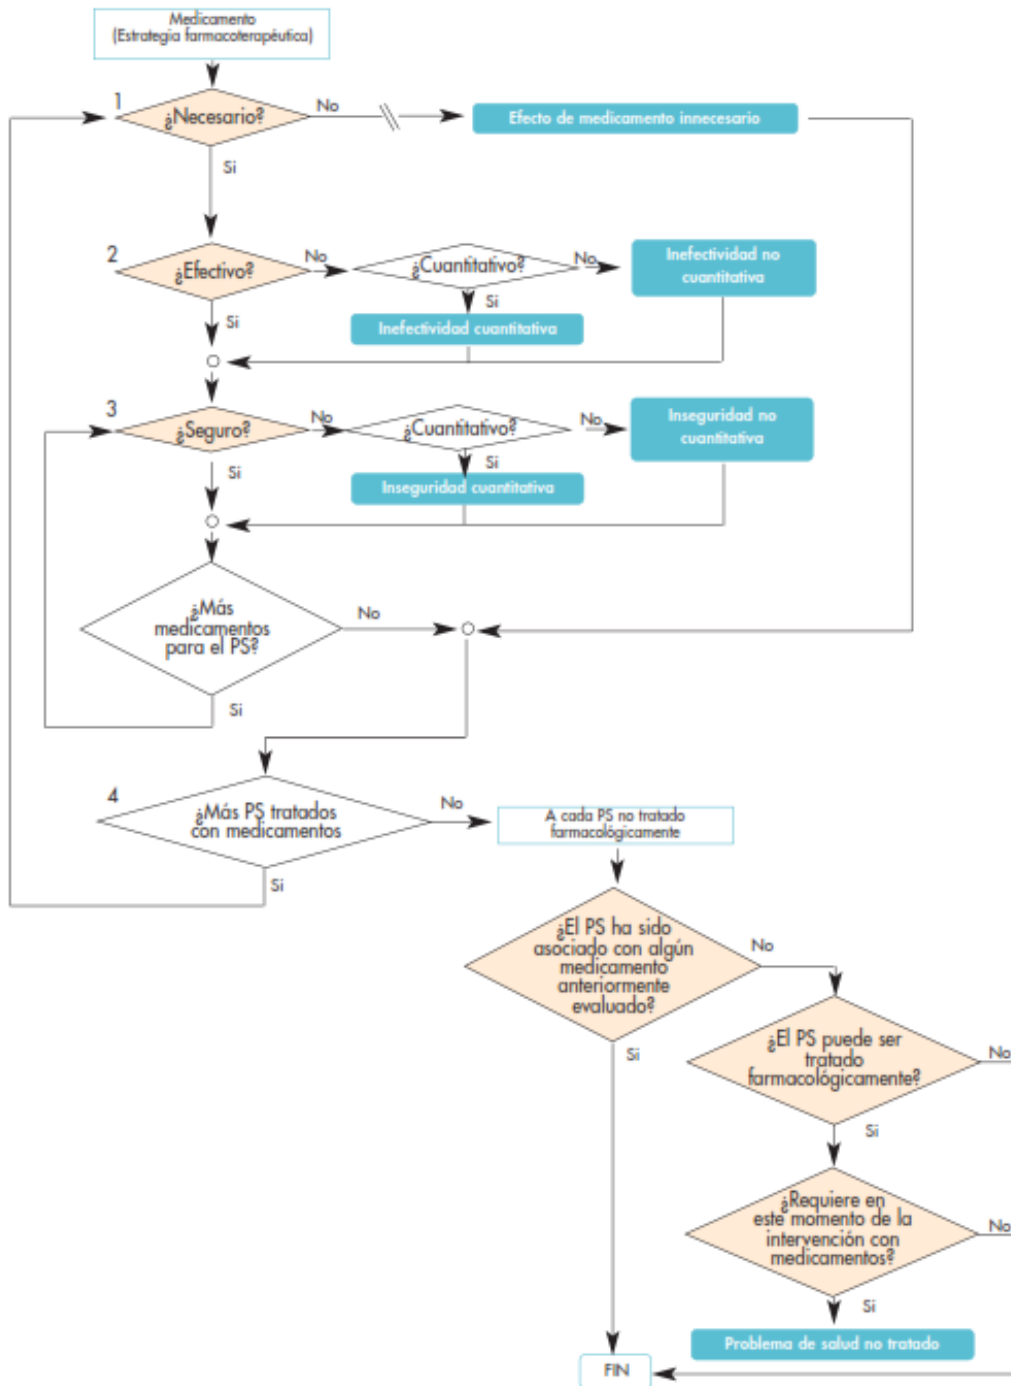 Medicamento
(Estrategia farmacoterapéutica)
1
¿Necesario?
No
Efecto de medicamento innecesario
Si
2
¿Efectivo?
No
¿Cuantitativo?
No
Inefectividad no
cuantitativa
Si
Si
Inefectividad cuantitativa
3
¿Seguro?
No
¿Cuantitativo?
No
Inseguridad no
cuantitativa
Si
Si
Inseguridad cuantitativa
¿Más
medicamentos
para el PS?
No
Si
4
¿Más PS tratados
con medicamentos
No
A cada PS no tratado
farmacológicamente
Si
¿El PS ha sido
asociado con algún
medicamento
anteriormente
evaluado?
No
Si
¿El PS puede ser
tratado
farmacológicamente?
No
Si
¿Requiere en
este momento de la
intervención con
medicamentos?
No
Si
Problema de salud no tratado
FIN